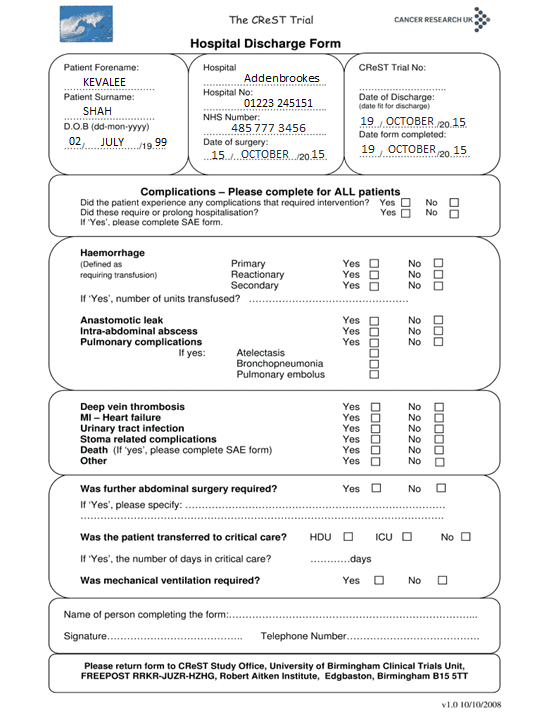 The CReST Trial
CANCER RESEARCH UK
Hospital Discharge Form
Patient Forename:
KEVALEE
Patient Surname:
SHAH
D.O.B (dd-mon-yyyy)
02 / JULY /19 99
Hospital
Addenbrookes
Hospital No:
01223 245151
NHS Number:
485 777 3456
Date of surgery:
15 / OCTOBER /20 15
CReST Trial No:
Date of Discharge:
(date fit for discharge)
19 / OCTOBER /20 15
Date form completed:
19 / OCTOBER /20 15
Complications – Please complete for ALL patients
Did the patient experience any complications that required intervention? Yes No
Did these require or prolong hospitalisation? Yes No
If ‘Yes’, please complete SAE form.
Haemorrhage
(Defined as Primary Yes No
requiring transfusion) Reactionary Yes No
Secondary Yes No
If ‘Yes’, number of units transfused? ……………………………………
Anastomotic leak Yes No
Intra-abdominal abscess Yes No
Pulmonary complications Yes No
If yes: Atelectasis
Bronchopneumonia
Pulmonary embolus
Deep vein thrombosis Yes No
MI – Heart failure Yes No
Urinary tract infection Yes No
Stoma related complications Yes No
Death (If ‘yes’, please complete SAE form) Yes No
Other Yes No
Was further abdominal surgery required? Yes No
If ‘Yes’, please specify: ……………………………………………………………
……………………………………………………………………………………
Was the patient transferred to critical care? HDU ICU No
If ‘Yes’, the number of days in critical care? …………days
Was mechanical ventilation required? Yes No
Name of person completing the form:…………………………………………………………...
Signature………………………………. Telephone Number………………………………
Please return form to CReST Study Office, University of Birmingham Clinical Trials Unit,
FREEPOST RRKR-JUZR-HZHG, Robert Aitken Institute, Edgbaston, Birmingham B15 5TT
v1.0 10/10/2008